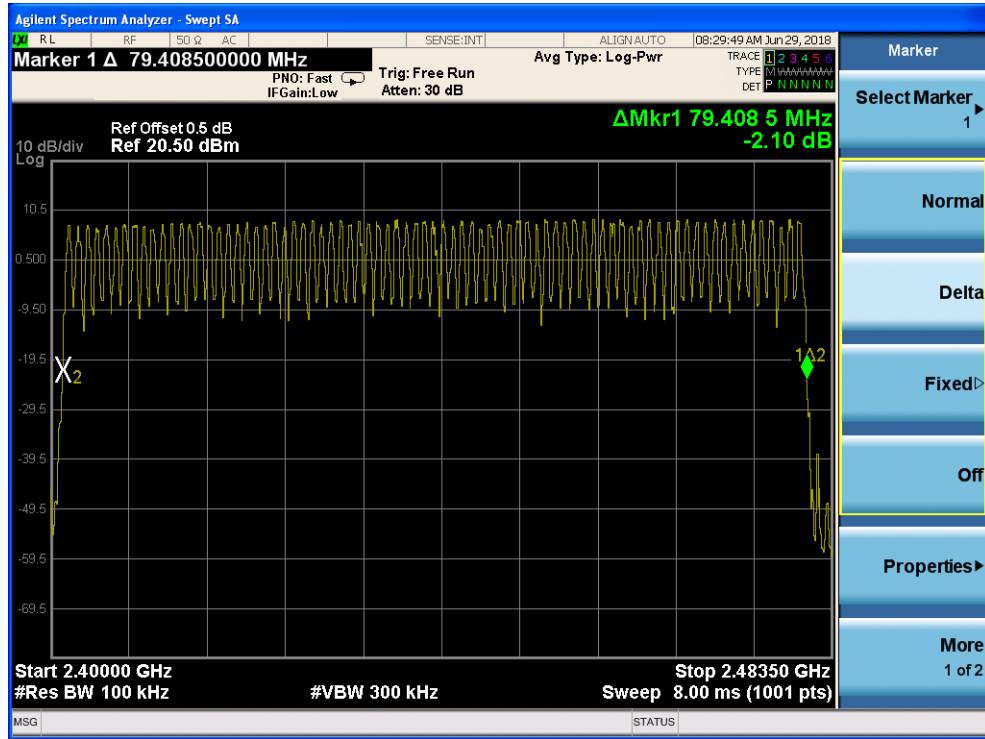 Agilent Spectrum Analyzer - Swept SA
LXI RL RF 50 Ω AC SENSE:INT ALIGN AUTO 08:29:49 AM Jun 29, 2018
Marker 1 Δ 79.408500000 MHz
PNO: Fast
IFGain:Low
Trig: Free Run
Atten: 30 dB
Avg Type: Log-Pwr
TRACE 1 2 3 4 5 6
TYPE M
DET P N N N N N
Marker
Select Marker
1
Normal
Delta
Fixed
Off
Properties
More
1 of 2
ΔMkr1 79.408 5 MHz
-2.10 dB
Ref Offset 0.5 dB
10 dB/div Ref 20.50 dBm
Log
10.5
0.500
-9.50
-19.5
-29.5
-39.5
-49.5
-59.5
-69.5
X2
1Δ2
Start 2.40000 GHz Stop 2.48350 GHz
#Res BW 100 kHz #VBW 300 kHz Sweep 8.00 ms (1001 pts)
MSG STATUS